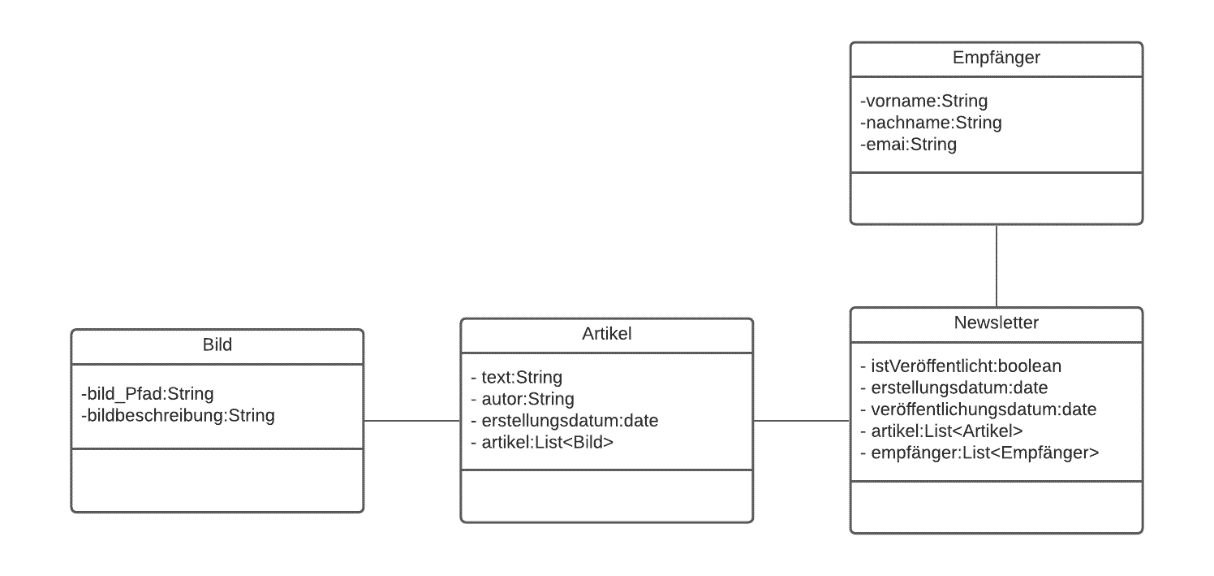 Empfänger
-vorname:String
-nachname:String
-emai:String
Bild
-bild_Pfad:String
-bildbeschreibung:String
Artikel
- text:String
- autor:String
- erstellungsdatum:date
- artikel:List<Bild>
Newsletter
- istVeröffentlicht:boolean
- erstellungsdatum:date
- veröffentlichungsdatum:date
- artikel:List<Artikel>
- empfänger:List<Empfänger>